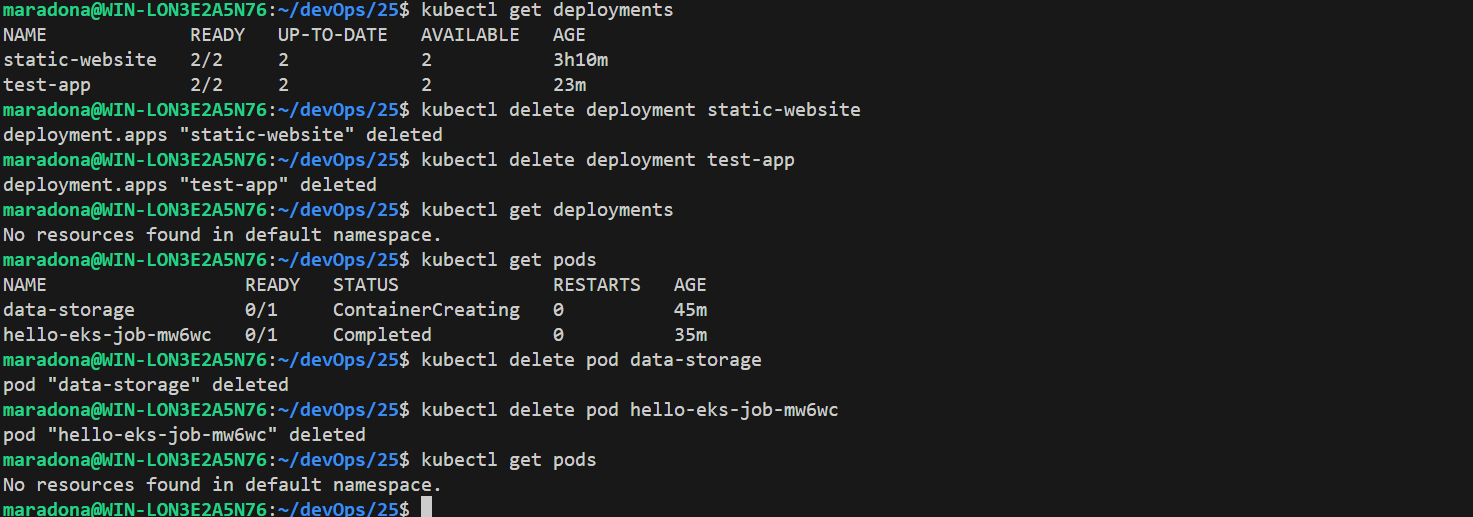 maradona@WIN-LON3E2A5N76:~/devOps/25$ kubectl get deployments
NAME             READY   UP-TO-DATE   AVAILABLE   AGE
static-website   2/2     2            2           3h10m
test-app         2/2     2            2           23m
maradona@WIN-LON3E2A5N76:~/devOps/25$ kubectl delete deployment static-website
deployment.apps "static-website" deleted
maradona@WIN-LON3E2A5N76:~/devOps/25$ kubectl delete deployment test-app
deployment.apps "test-app" deleted
maradona@WIN-LON3E2A5N76:~/devOps/25$ kubectl get deployments
No resources found in default namespace.
maradona@WIN-LON3E2A5N76:~/devOps/25$ kubectl get pods
NAME                  READY   STATUS              RESTARTS   AGE
data-storage          0/1     ContainerCreating   0          45m
hello-eks-job-mw6wc   0/1     Completed           0          35m
maradona@WIN-LON3E2A5N76:~/devOps/25$ kubectl delete pod data-storage
pod "data-storage" deleted
maradona@WIN-LON3E2A5N76:~/devOps/25$ kubectl delete pod hello-eks-job-mw6wc
pod "hello-eks-job-mw6wc" deleted
maradona@WIN-LON3E2A5N76:~/devOps/25$ kubectl get pods
No resources found in default namespace.
maradona@WIN-LON3E2A5N76:~/devOps/25$